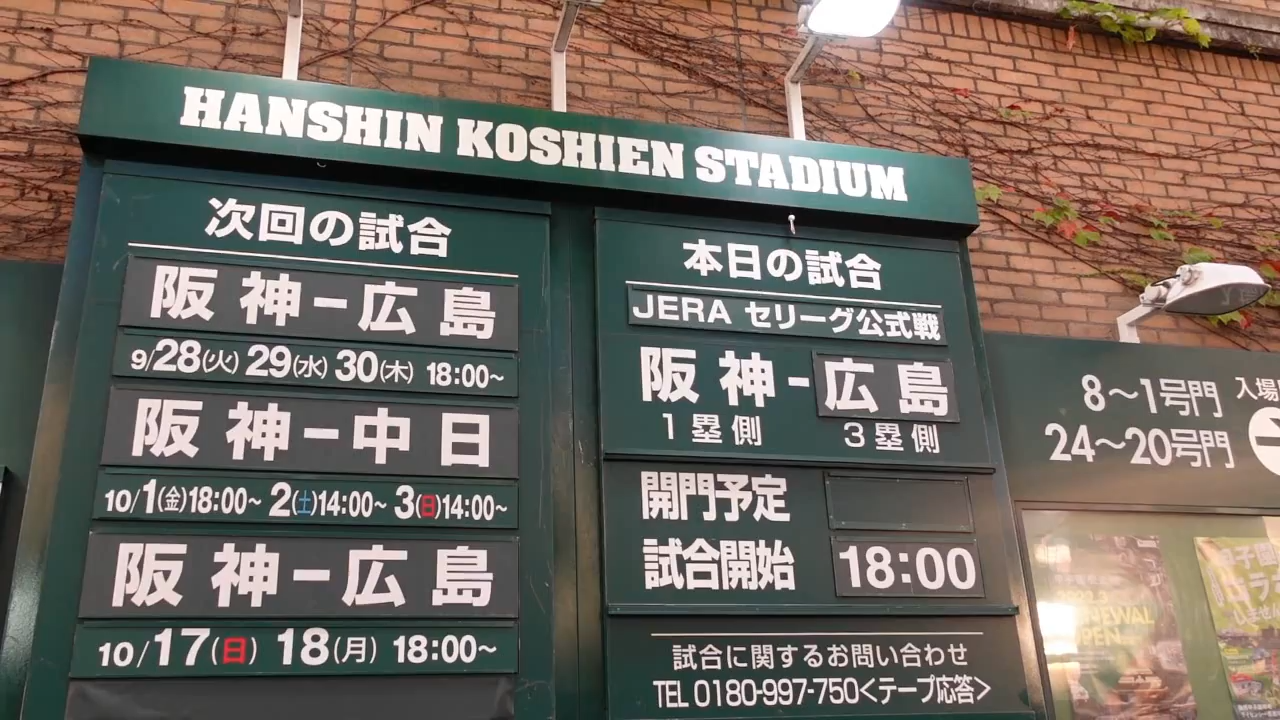 HANSHIN KOSHIEN STADIUM
次回の試合
阪神-広島
9/28(火) 29(水) 30(木) 18:00~
阪神-中日
10/1(金)18:00~ 2(土)14:00~ 3(日)14:00~
阪神-広島
10/17(日) 18(月) 18:00~
本日の試合
JERA セリーグ公式戦
阪神-広島
1塁側 3塁側
開門予定
試合開始 18:00
試合に関するお問い合わせ
TEL 0180-997-750<テープ応答>
8〜1号門 入場
24〜20号門